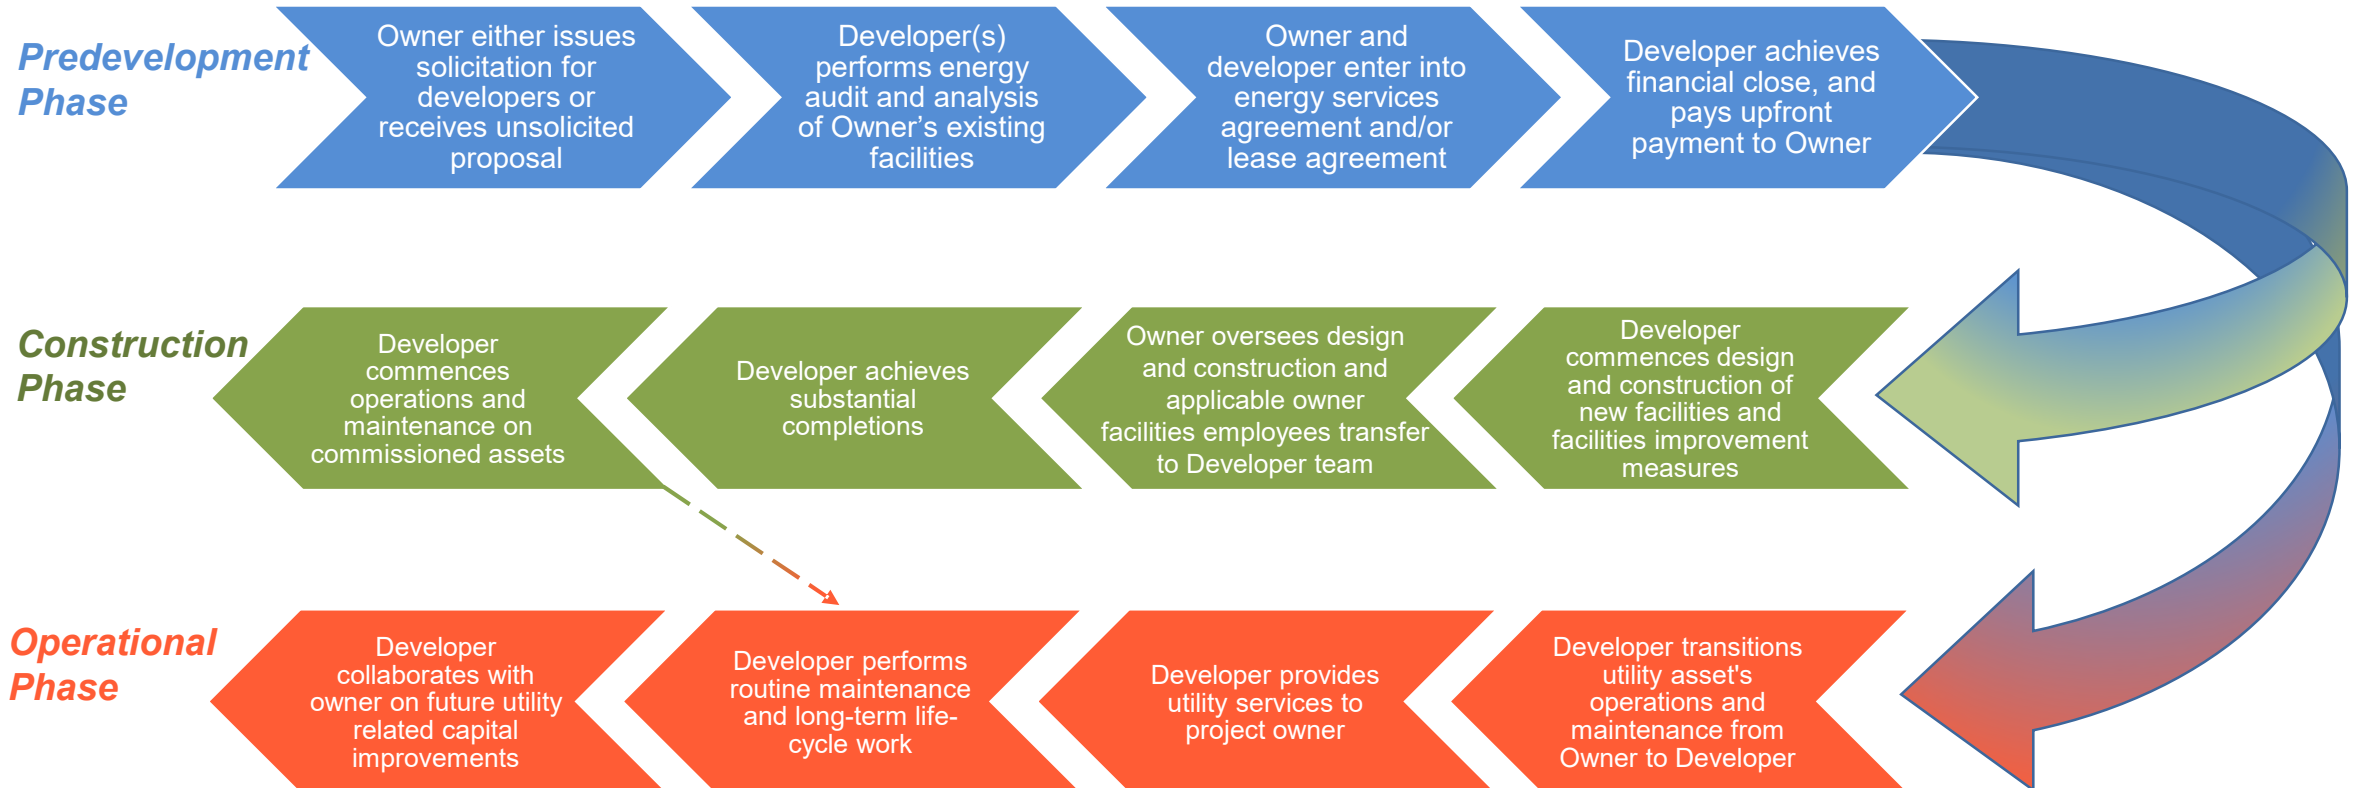 Predevelopment
Phase
Owner either issues
solicitation for
developers or
receives unsolicited
proposal
Developer(s)
performs energy
audit and analysis
of Owner’s existing
facilities
Owner and
developer enter into
energy services
agreement and/or
lease agreement
Developer achieves
financial close, and
pays upfront
payment to Owner
Construction
Phase
Developer
commences
operations and
maintenance on
commissioned assets
Developer achieves
substantial
completions
Owner oversees design
and construction and
applicable owner
facilities employees transfer
to Developer team
Developer
commences design
and construction of
new facilities and
facilities improvement
measures
Operational
Phase
Developer
collaborates with
owner on future utility
related capital
improvements
Developer performs
routine maintenance
and long-term life-
cycle work
Developer provides
utility services to
project owner
Developer transitions
utility asset's
operations and
maintenance from
Owner to Developer